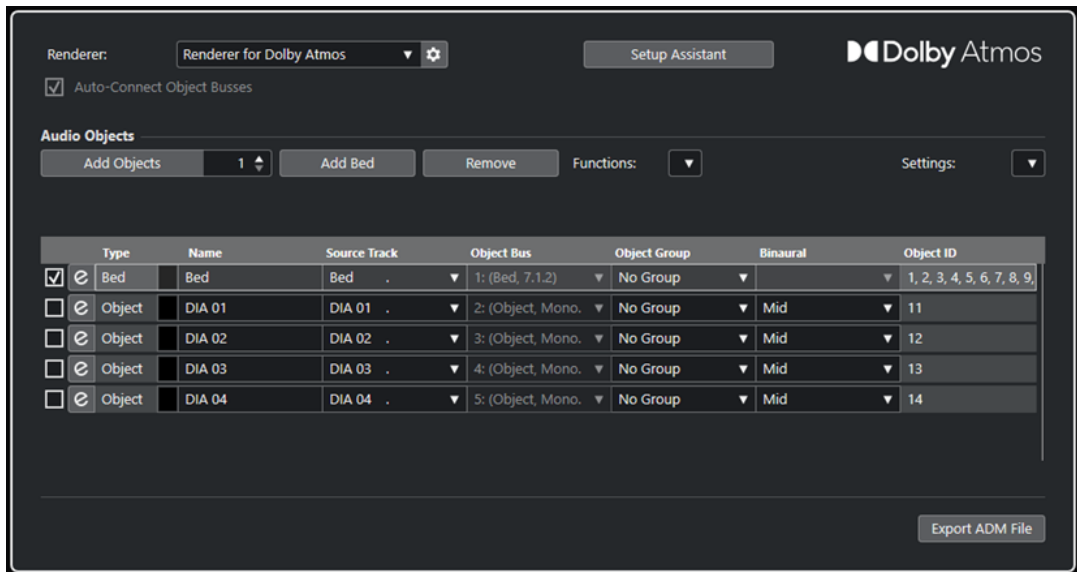 Renderer: Renderer for Dolby Atmos Setup Assistant Dolby Atmos
Auto-Connect Object Busses
Audio Objects
Add Objects 1 Add Bed Remove Functions: Settings:
Type Name Source Track Object Bus Object Group Binaural Object ID
e Bed Bed Bed . 1: (Bed, 7.1.2) No Group 1, 2, 3, 4, 5, 6, 7, 8, 9,
e Object DIA 01 DIA 01 . 2: (Object, Mono. No Group Mid 11
e Object DIA 02 DIA 02 . 3: (Object, Mono. No Group Mid 12
e Object DIA 03 DIA 03 . 4: (Object, Mono. No Group Mid 13
e Object DIA 04 DIA 04 . 5: (Object, Mono. No Group Mid 14
Export ADM File